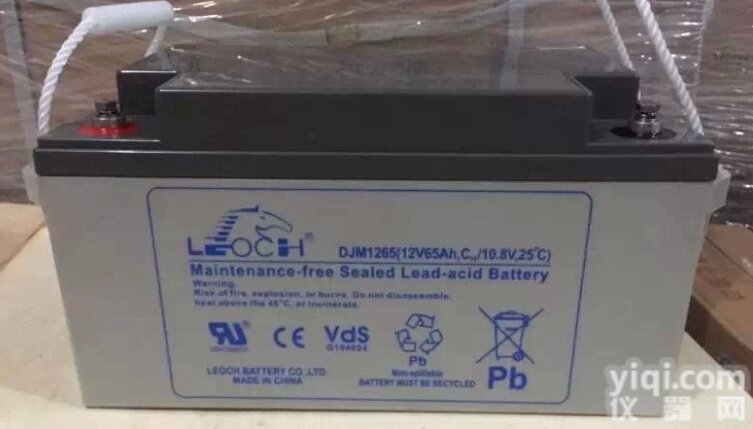 LEOCH®
DJM1265(12V65Ah,C₁₀/10.8V,25℃)
Maintenance-free Sealed Lead-acid Battery
Warning.
Risk of fire, explosion, or burns. Do not disassemble.
heat above the 45℃, or incinerate.
CE
VdS
G194024
Pb
Non-spillable
BATTERY MUST BE RECYCLED
Pb
LEOCH BATTERY CO.,LTD.
MADE IN CHINA
yiqi.com
仪器网